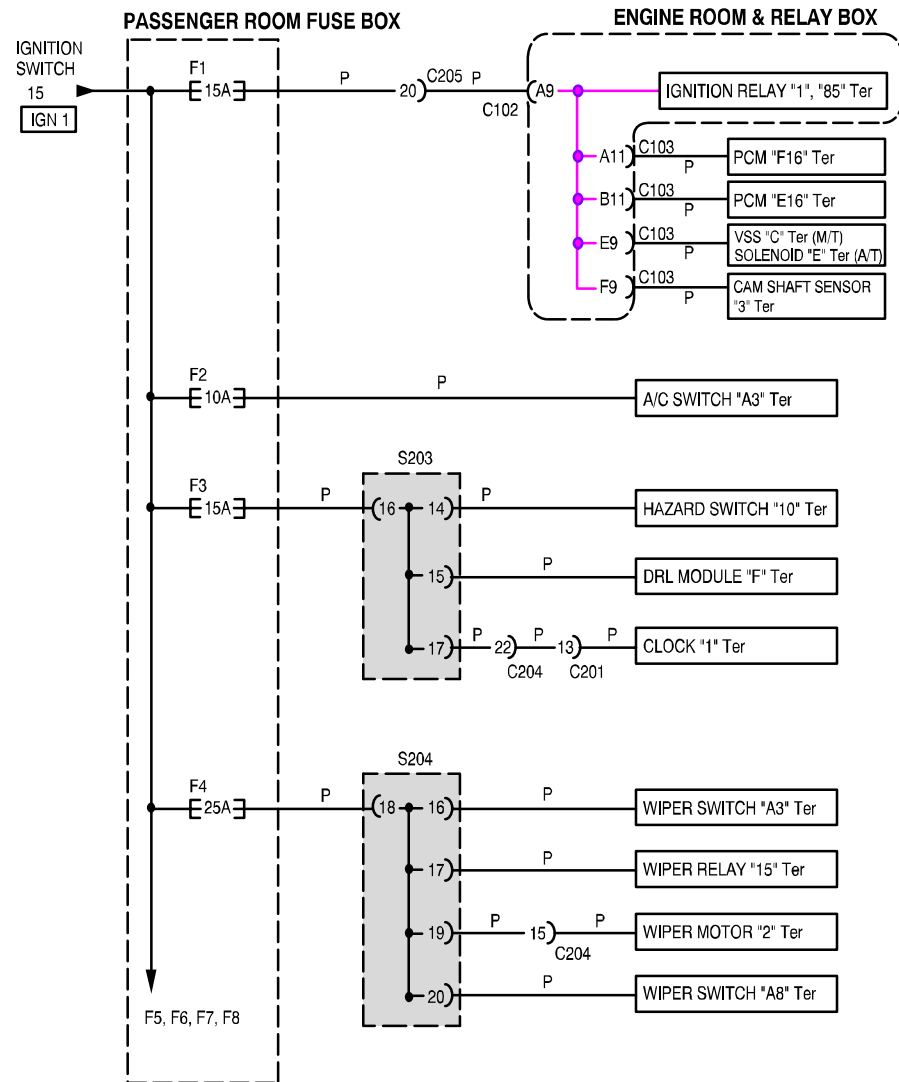 PASSENGER ROOM FUSE BOX
ENGINE ROOM & RELAY BOX
IGNITION
SWITCH
15
IGN 1
F1
15A
P
20
C205
P
C102
A9
IGNITION RELAY "1", "85" Ter
A11
C103
P
PCM "F16" Ter
B11
C103
P
PCM "E16" Ter
E9
C103
P
VSS "C" Ter (M/T)
SOLENOID "E" Ter (A/T)
F9
C103
P
CAM SHAFT SENSOR
"3" Ter
F2
10A
P
A/C SWITCH "A3" Ter
S203
F3
15A
P
16
14
P
HAZARD SWITCH "10" Ter
15
P
DRL MODULE "F" Ter
17
P
22
P
13
P
CLOCK "1" Ter
C204
C201
S204
F4
25A
P
18
16
P
WIPER SWITCH "A3" Ter
17
P
WIPER RELAY "15" Ter
19
P
15
P
WIPER MOTOR "2" Ter
C204
20
P
WIPER SWITCH "A8" Ter
F5, F6, F7, F8